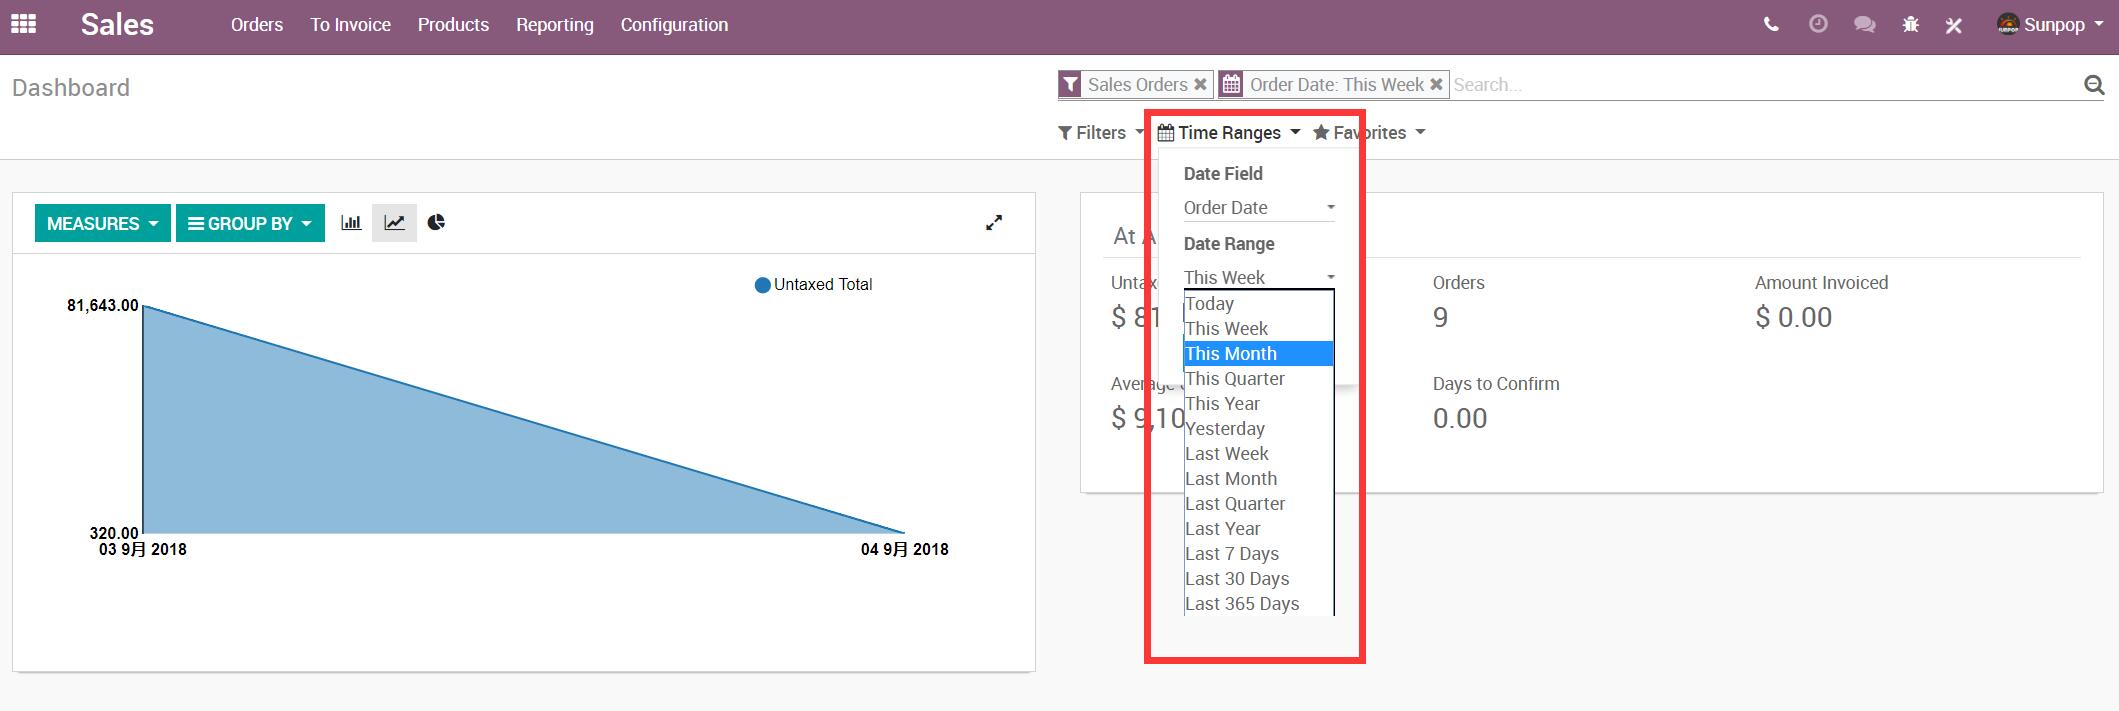 Sales Orders To Invoice Products Reporting Configuration Sunpop
Dashboard
Sales Orders Order Date: This Week Search...
Filters Time Ranges Favorites
MEASURES GROUP BY
Untaxed Total
81,643.00
320.00
03 9月 2018 04 9月 2018
Date Field
Order Date
Date Range
This Week
Today
This Week
This Month
This Quarter
This Year
Yesterday
Last Week
Last Month
Last Quarter
Last Year
Last 7 Days
Last 30 Days
Last 365 Days
At A
Orders Amount Invoiced
$ 81 9 $ 0.00
Average Days to Confirm
$ 9,10 0.00